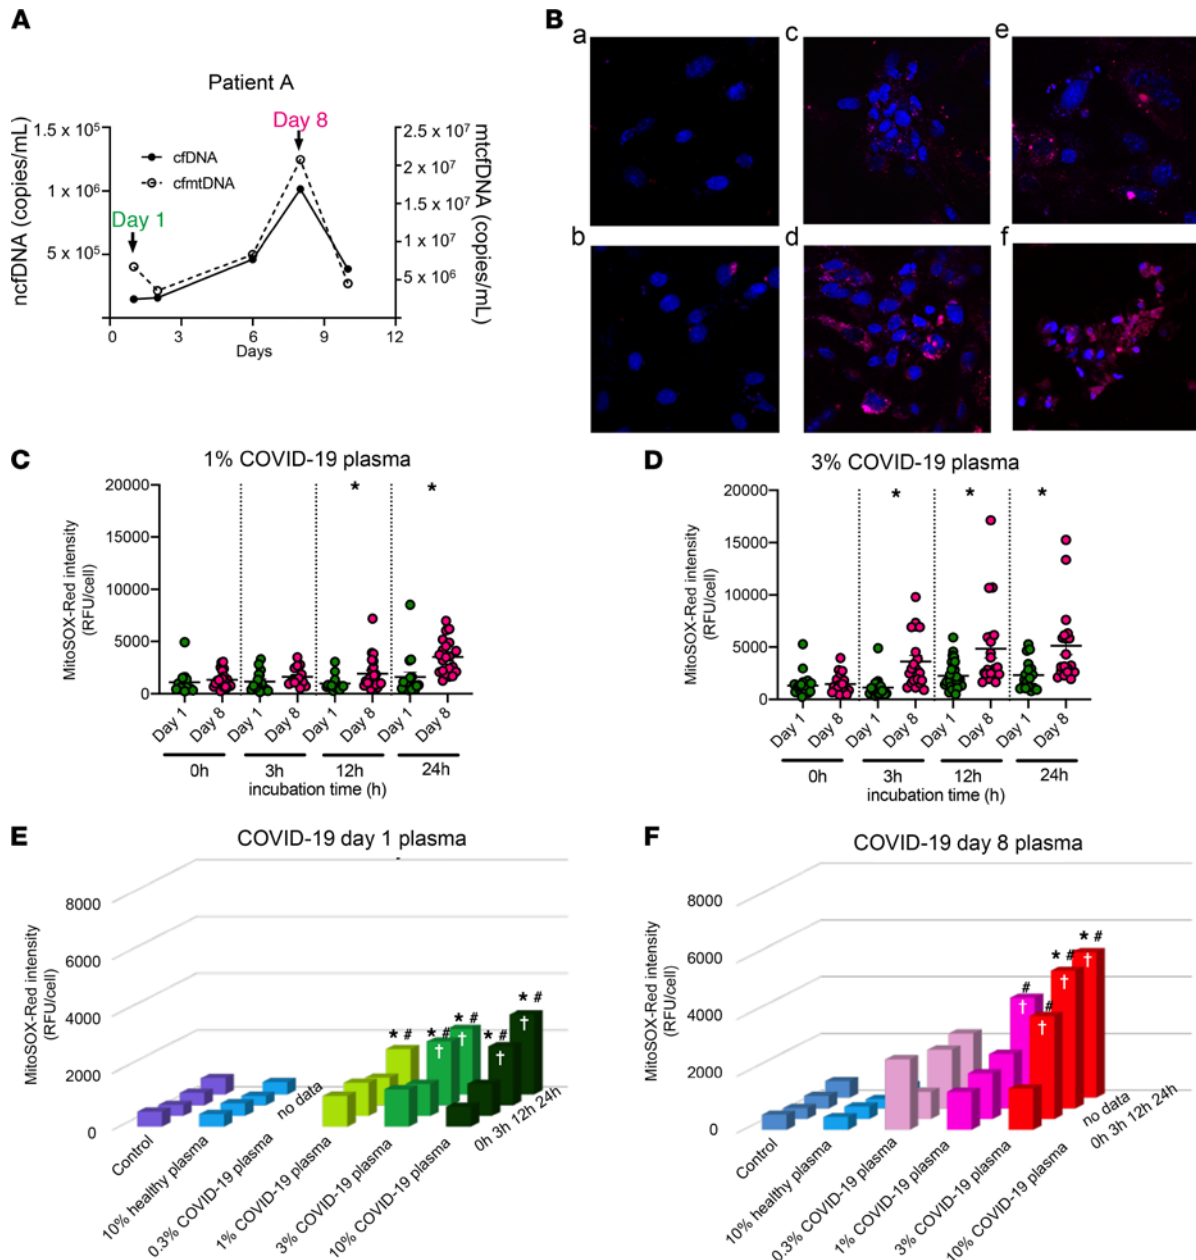 A
Patient A
ncfDNA (copies/mL)
1.5 x 10⁵
1 x 10⁶
5 x 10⁵
mtcfDNA (copies/mL)
2.5 x 10⁷
2 x 10⁷
1.5 x 10⁷
1 x 10⁷
5 x 10⁶
cfDNA
cfmtDNA
Day 1
Day 8
0 3 6 9 12
Days
B
a
c
e
b
d
f
C
1% COVID-19 plasma
MitoSOX-Red intensity
(RFU/cell)
20000
15000
10000
5000
0
* *
Day 1 Day 8 Day 1 Day 8 Day 1 Day 8 Day 1 Day 8
0h 3h 12h 24h
incubation time (h)
D
3% COVID-19 plasma
MitoSOX-Red intensity
(RFU/cell)
20000
15000
10000
5000
0
* * *
Day 1 Day 8 Day 1 Day 8 Day 1 Day 8 Day 1 Day 8
0h 3h 12h 24h
incubation time (h)
E
COVID-19 day 1 plasma
MitoSOX-Red intensity
(RFU/cell)
8000
6000
4000
2000
0
* # * # * # * # * #
† † † †
no data
0h 3h 12h 24h
Control
10% healthy plasma
0.3% COVID-19 plasma
1% COVID-19 plasma
3% COVID-19 plasma
10% COVID-19 plasma
F
COVID-19 day 8 plasma
MitoSOX-Red intensity
(RFU/cell)
8000
6000
4000
2000
0
# # * # * #
† † † †
no data
0h 3h 12h 24h
Control
10% healthy plasma
0.3% COVID-19 plasma
1% COVID-19 plasma
3% COVID-19 plasma
10% COVID-19 plasma